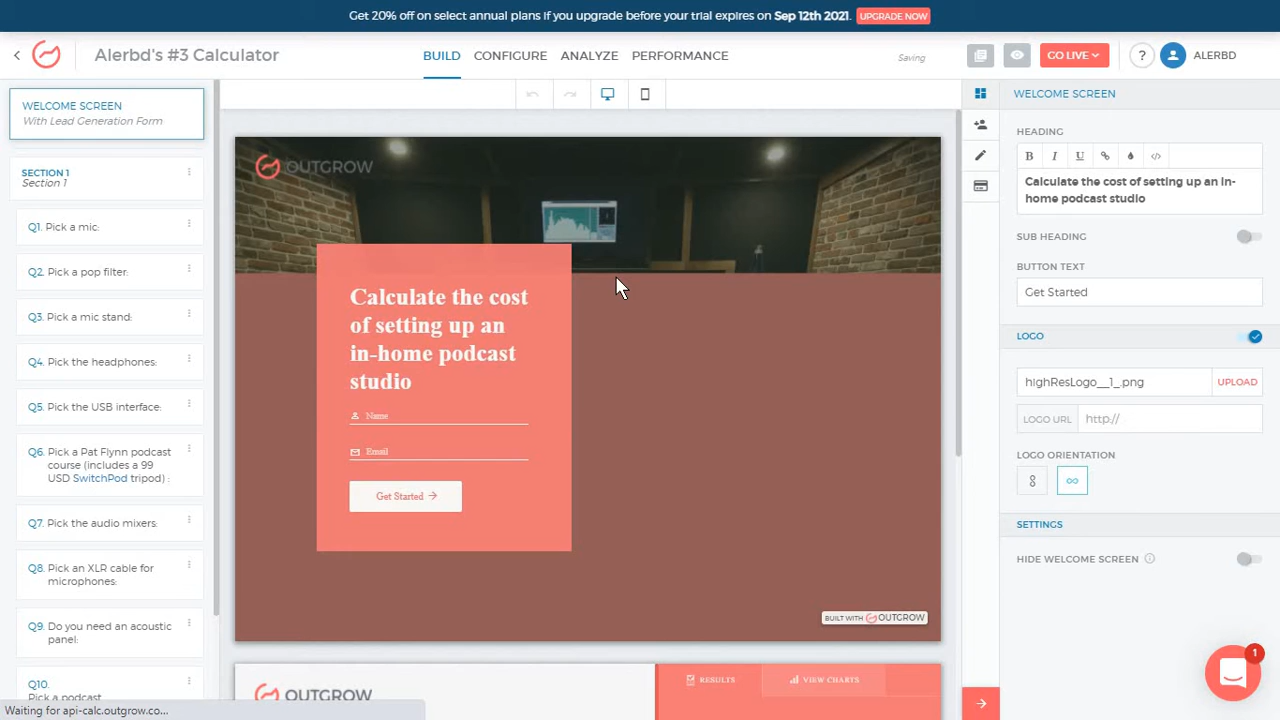 Get 20% off on select annual plans if you upgrade before your trial expires on Sep 12th 2021. UPGRADE NOW
Alerbd's #3 Calculator
BUILD CONFIGURE ANALYZE PERFORMANCE
Saving
GO LIVE
?
ALERBD
WELCOME SCREEN
With Lead Generation Form
SECTION 1
Section 1
Q1. Pick a mic:
Q2. Pick a pop filter:
Q3. Pick a mic stand:
Q4. Pick the headphones:
Q5. Pick the USB interface:
Q6. Pick a Pat Flynn podcast
course (includes a 99
USD SwitchPod tripod) :
Q7. Pick the audio mixers:
Q8. Pick an XLR cable for
microphones:
Q9. Do you need an acoustic
panel:
Q10.
Pick a podcast
Waiting for api-calc.outgrow.co...
OUTGROW
Calculate the cost
of setting up an
in-home podcast
studio
Name
Email
Get Started
BUILT WITH OUTGROW
OUTGROW
RESULTS
VIEW CHARTS
WELCOME SCREEN
HEADING
B I U
Calculate the cost of setting up an in-
home podcast studio
SUB HEADING
BUTTON TEXT
Get Started
LOGO
highResLogo__1_.png UPLOAD
LOGO URL http://
LOGO ORIENTATION
SETTINGS
HIDE WELCOME SCREEN
1